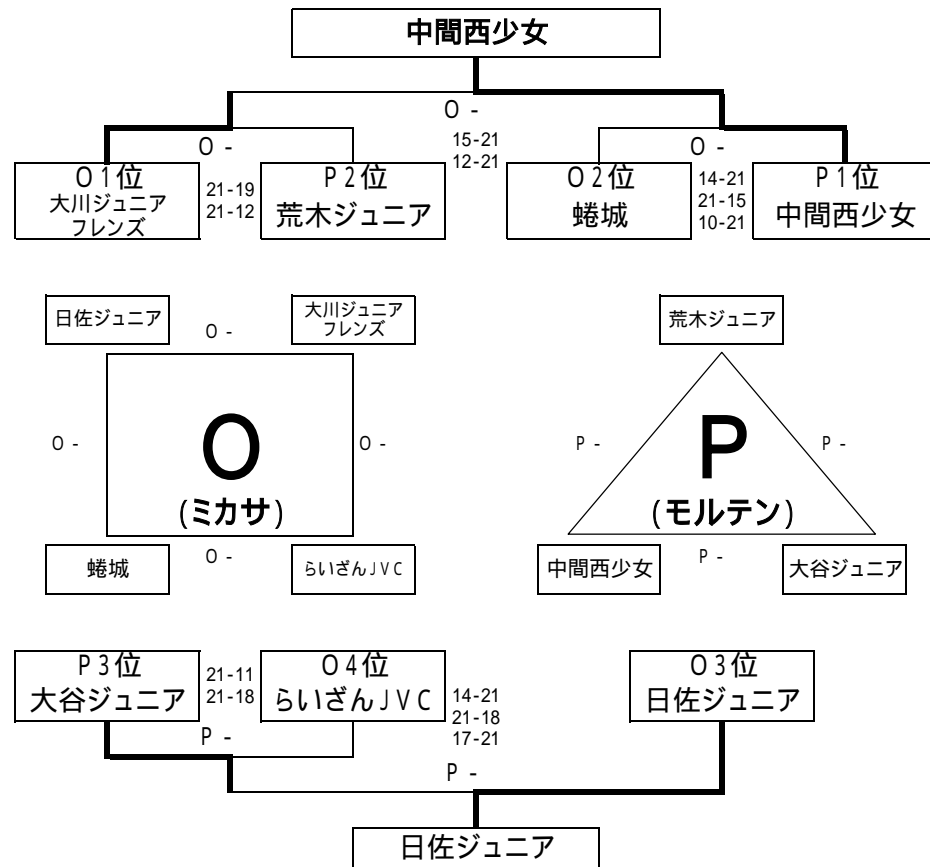 中間西少女
O -
15-21
12-21
O -
O -
O1位
大川ジュニア
フレンズ
21-19
21-12
P2位
荒木ジュニア
O2位
蜷城
14-21
21-15
10-21
P1位
中間西少女
日佐ジュニア
O -
大川ジュニア
フレンズ
荒木ジュニア
O -
O
(ミカサ)
O -
P -
P
(モルテン)
P -
蜷城
O -
らいざんJVC
中間西少女
P -
大谷ジュニア
P3位
大谷ジュニア
21-11
21-18
O4位
らいざんJVC
14-21
21-18
17-21
O3位
日佐ジュニア
P -
P -
日佐ジュニア